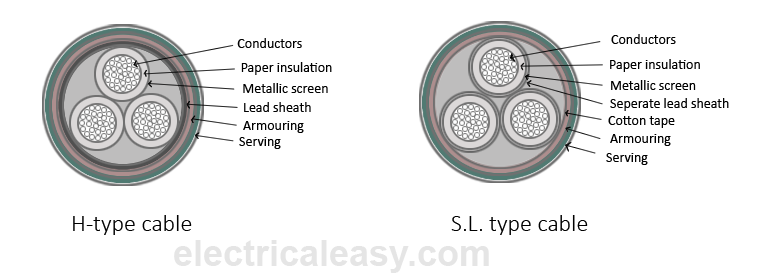 Conductors
Paper insulation
Metallic screen
Lead sheath
Armouring
Serving
H-type cable
Conductors
Paper insulation
Metallic screen
Seperate lead sheath
Cotton tape
Armouring
Serving
S.L. type cable
electricaleasy.com